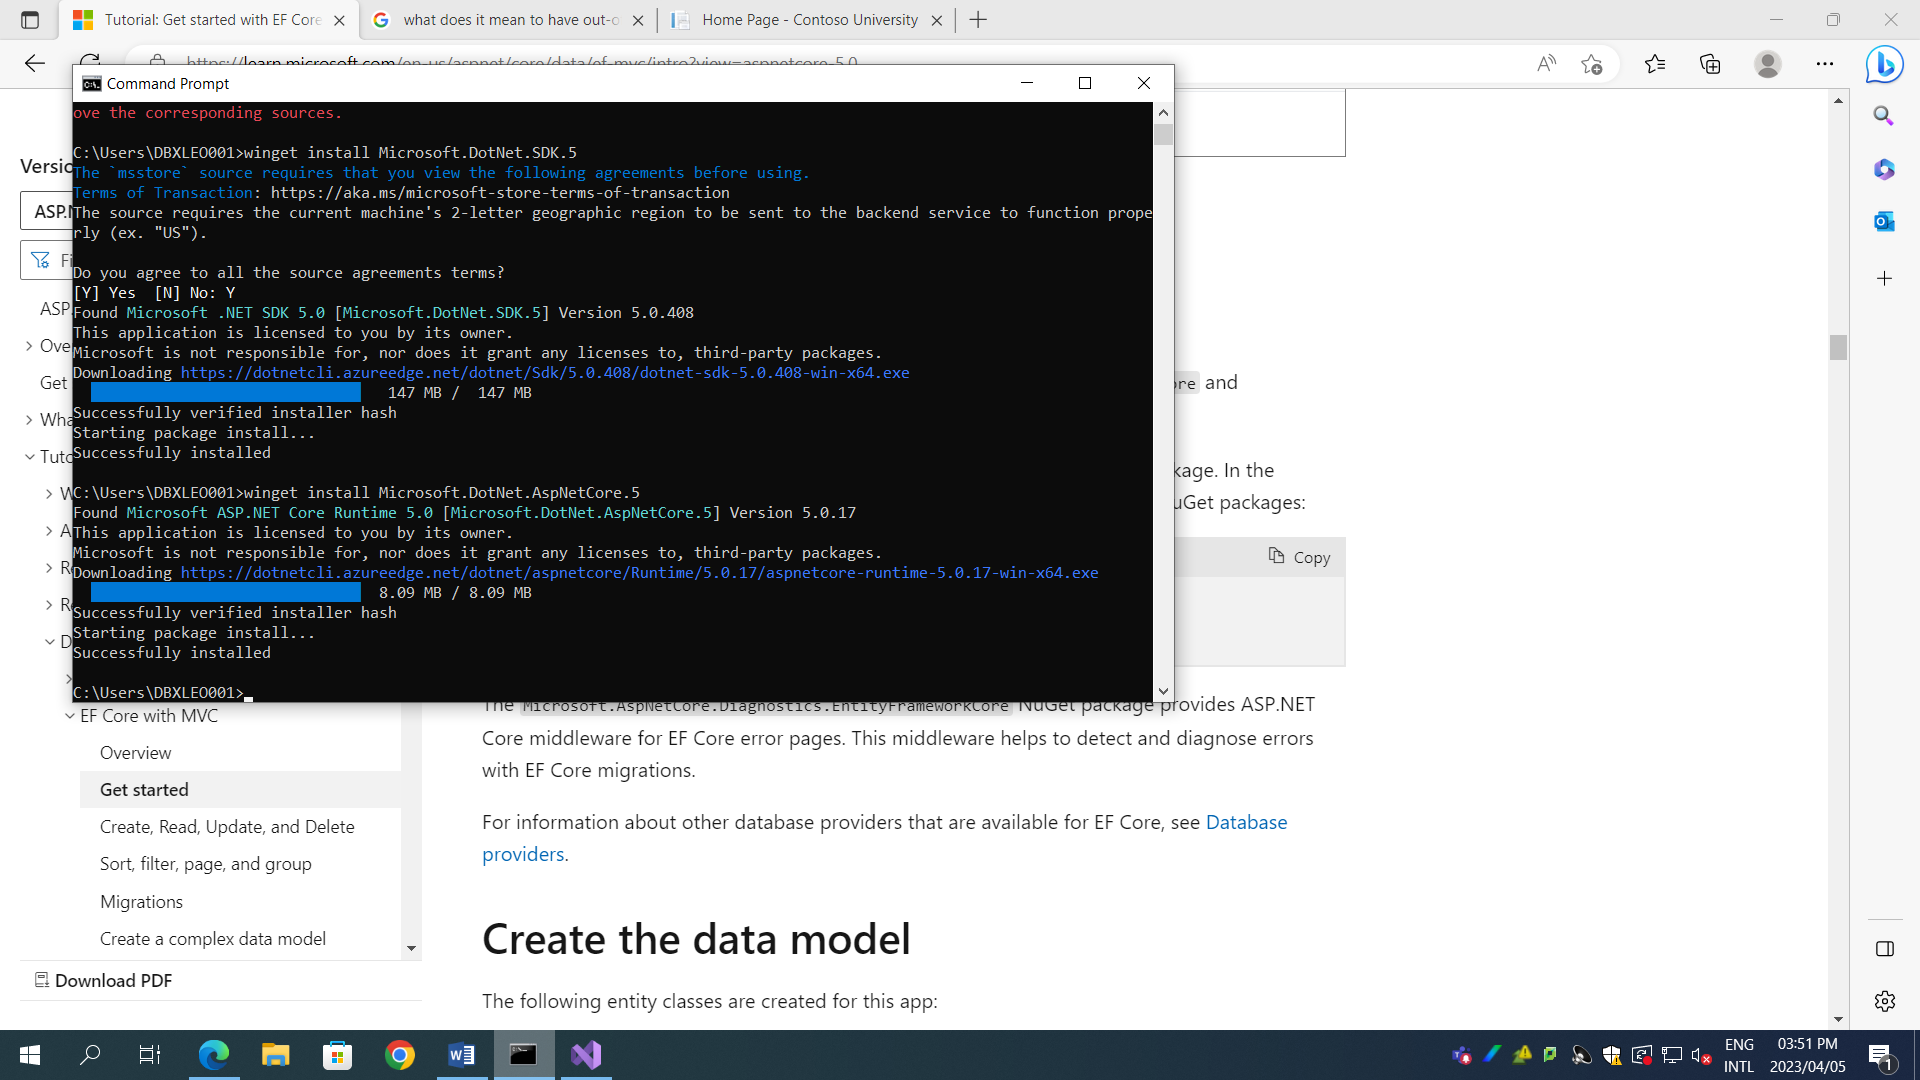 Tutorial: Get started with EF Core
what does it mean to have out-o
Home Page - Contoso University
https://learn.microsoft.com/en-us/aspnet/core/data/ef-mvc/intro?view=aspnetcore-5.0
Command Prompt
ove the corresponding sources.
C:\Users\DBXLEO001>winget install Microsoft.DotNet.SDK.5
The `msstore` source requires that you view the following agreements before using.
Terms of Transaction: https://aka.ms/microsoft-store-terms-of-transaction
The source requires the current machine's 2-letter geographic region to be sent to the backend service to function prope
rly (ex. "US").
Do you agree to all the source agreements terms?
[Y] Yes  [N] No: Y
Found Microsoft .NET SDK 5.0 [Microsoft.DotNet.SDK.5] Version 5.0.408
This application is licensed to you by its owner.
Microsoft is not responsible for, nor does it grant any licenses to, third-party packages.
Downloading https://dotnetcli.azureedge.net/dotnet/Sdk/5.0.408/dotnet-sdk-5.0.408-win-x64.exe
147 MB /  147 MB
Successfully verified installer hash
Starting package install...
Successfully installed
C:\Users\DBXLEO001>winget install Microsoft.DotNet.AspNetCore.5
Found Microsoft ASP.NET Core Runtime 5.0 [Microsoft.DotNet.AspNetCore.5] Version 5.0.17
This application is licensed to you by its owner.
Microsoft is not responsible for, nor does it grant any licenses to, third-party packages.
Downloading https://dotnetcli.azureedge.net/dotnet/aspnetcore/Runtime/5.0.17/aspnetcore-runtime-5.0.17-win-x64.exe
8.09 MB / 8.09 MB
Successfully verified installer hash
Starting package install...
Successfully installed
C:\Users\DBXLEO001>
Versio
ASP.N
Fi
ASP
Ove
Get
Wha
Tuto
W
A
R
Re
D
EF Core with MVC
Overview
Get started
Create, Read, Update, and Delete
Sort, filter, page, and group
Migrations
Create a complex data model
Download PDF
ore and
kage. In the
uGet packages:
Copy
The Microsoft.AspNetCore.Diagnostics.EntityFrameworkCore NuGet package provides ASP.NET
Core middleware for EF Core error pages. This middleware helps to detect and diagnose errors
with EF Core migrations.
For information about other database providers that are available for EF Core, see Database
providers.
Create the data model
The following entity classes are created for this app:
ENG
INTL
03:51 PM
2023/04/05
1